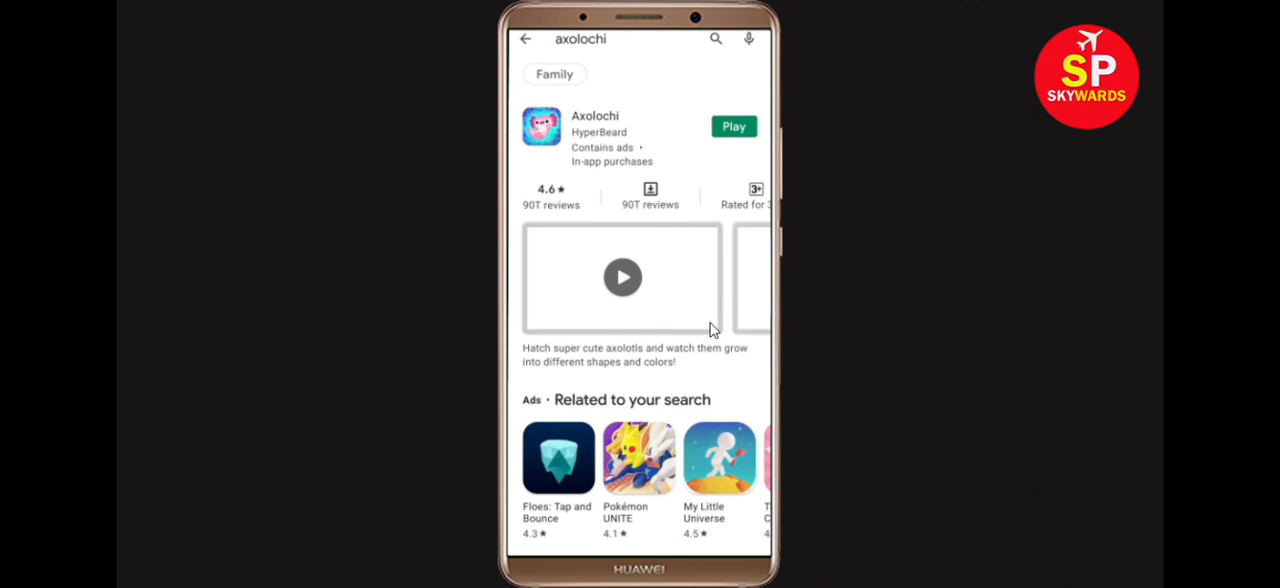 axolochi
SP
SKYWARDS
Family
Axolochi
HyperBeard
Contains ads •
In-app purchases
Play
4.6★
90T reviews
90T reviews
3+
Rated for 3
Hatch super cute axolotls and watch them grow
into different shapes and colors!
Ads • Related to your search
Floes: Tap and
Bounce
4.3★
Pokémon
UNITE
4.1★
My Little
Universe
4.5★
HUAWEI